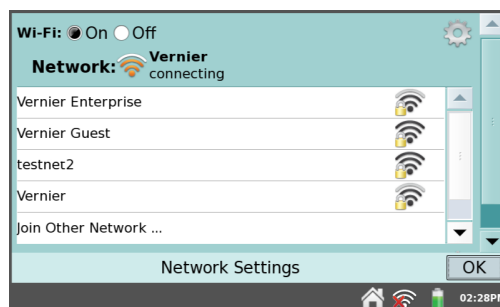 Wi-Fi: On Off
Network: Vernier
connecting
Vernier Enterprise
Vernier Guest
testnet2
Vernier
Join Other Network ...
Network Settings OK
02:28P